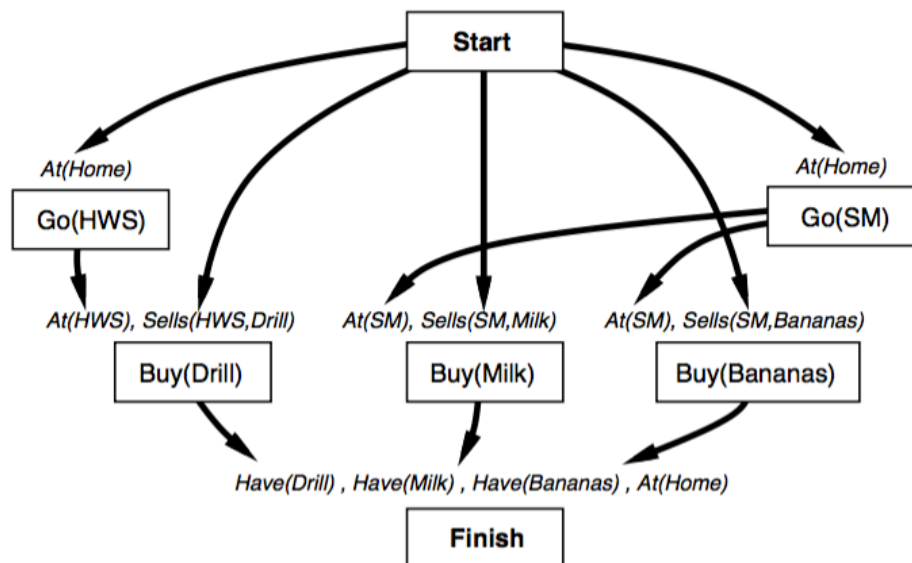 Start
At(Home)
At(Home)
Go(HWS)
Go(SM)
At(HWS), Sells(HWS,Drill)
At(SM), Sells(SM,Milk)
At(SM), Sells(SM,Bananas)
Buy(Drill)
Buy(Milk)
Buy(Bananas)
Have(Drill) , Have(Milk) , Have(Bananas) , At(Home)
Finish